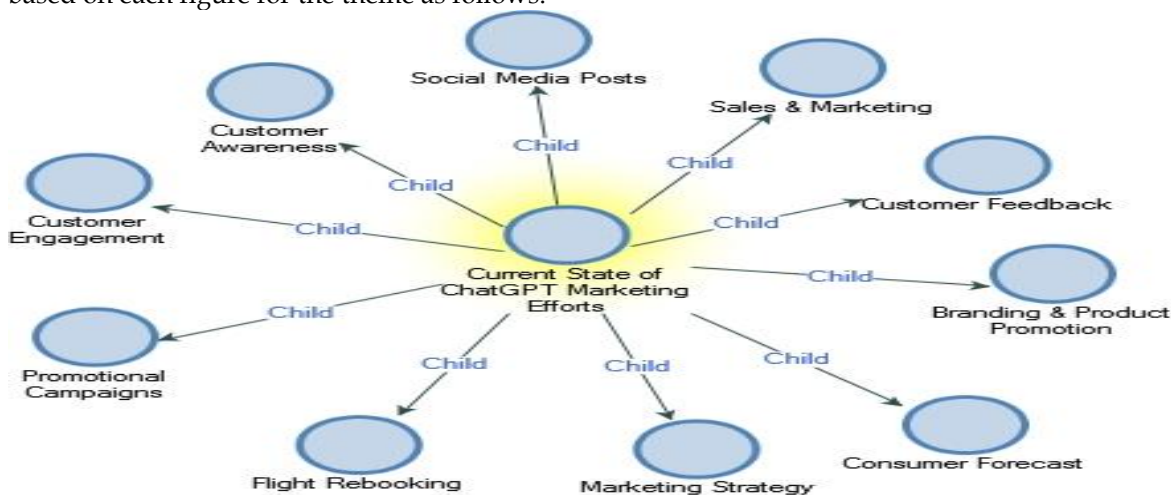 based on each figure for the theme as follows:
Social Media Posts
Child
Sales & Marketing
Child
Customer
Awareness
Child
Customer Feedback
Child
Customer
Engagement
Child
Current State of
ChatGPT Marketing
Efforts
Branding & Product
Promotion
Child
Promotional
Campaigns
Child
Flight Rebooking
Child
Marketing Strategy
Child
Consumer Forecast
Child